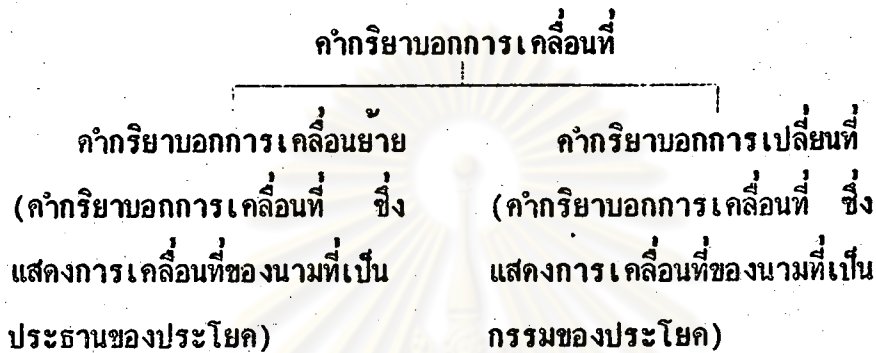 คำกริยาบอกการเคลื่อนที่
คำกริยาบอกการเคลื่อนย้าย
(คำกริยาบอกการเคลื่อนที่ ซึ่ง
แสดงการเคลื่อนที่ของนามที่เป็น
ประธานของประโยค)
คำกริยาบอกการเปลี่ยนที่
(คำกริยาบอกการเคลื่อนที่ ซึ่ง
แสดงการเคลื่อนที่ของนามที่เป็น
กรรมของประโยค)